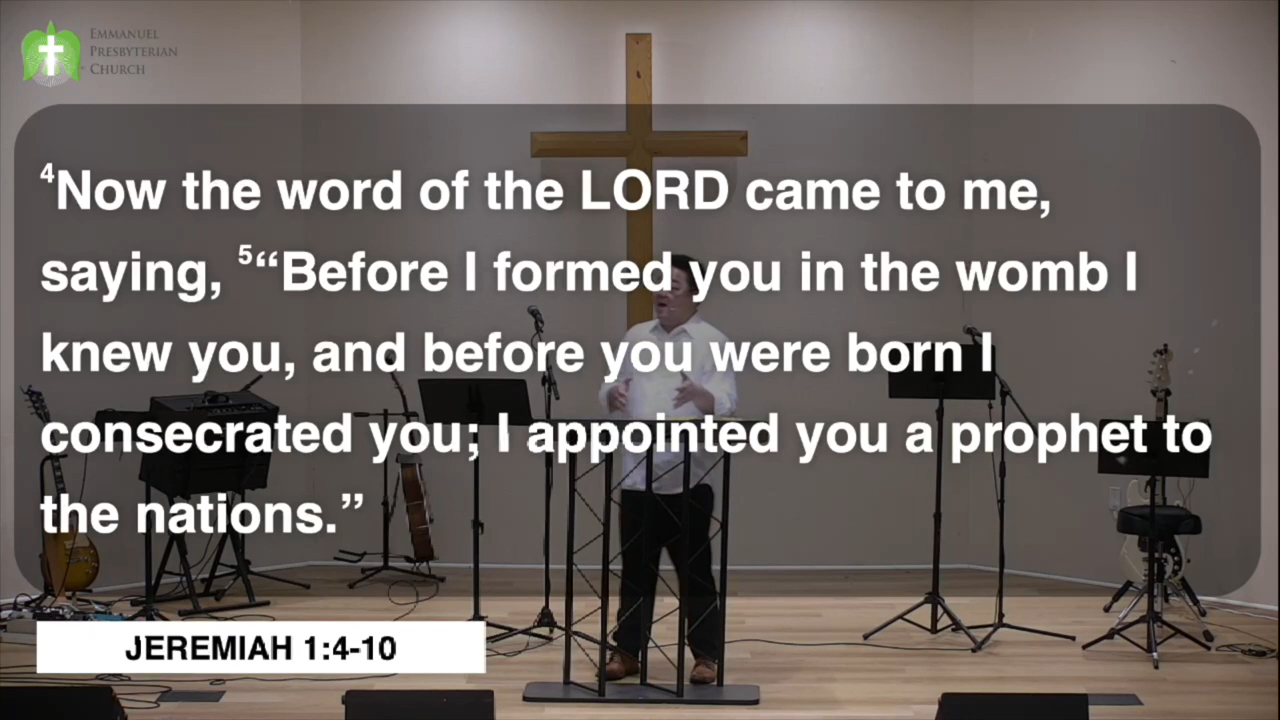 EMMANUEL
PRESBYTERIAN
CHURCH
⁴Now the word of the LORD came to me,
saying, ⁵“Before I formed you in the womb I
knew you, and before you were born I
consecrated you; I appointed you a prophet to
the nations.”
JEREMIAH 1:4-10